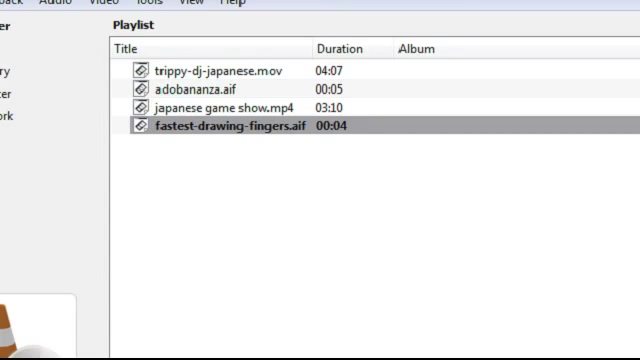 Audio Video Tools View Help
Playlist
Title Duration Album
trippy-dj-japanese.mov 04:07
adobananza.aif 00:05
japanese game show.mp4 03:10
fastest-drawing-fingers.aif 00:04